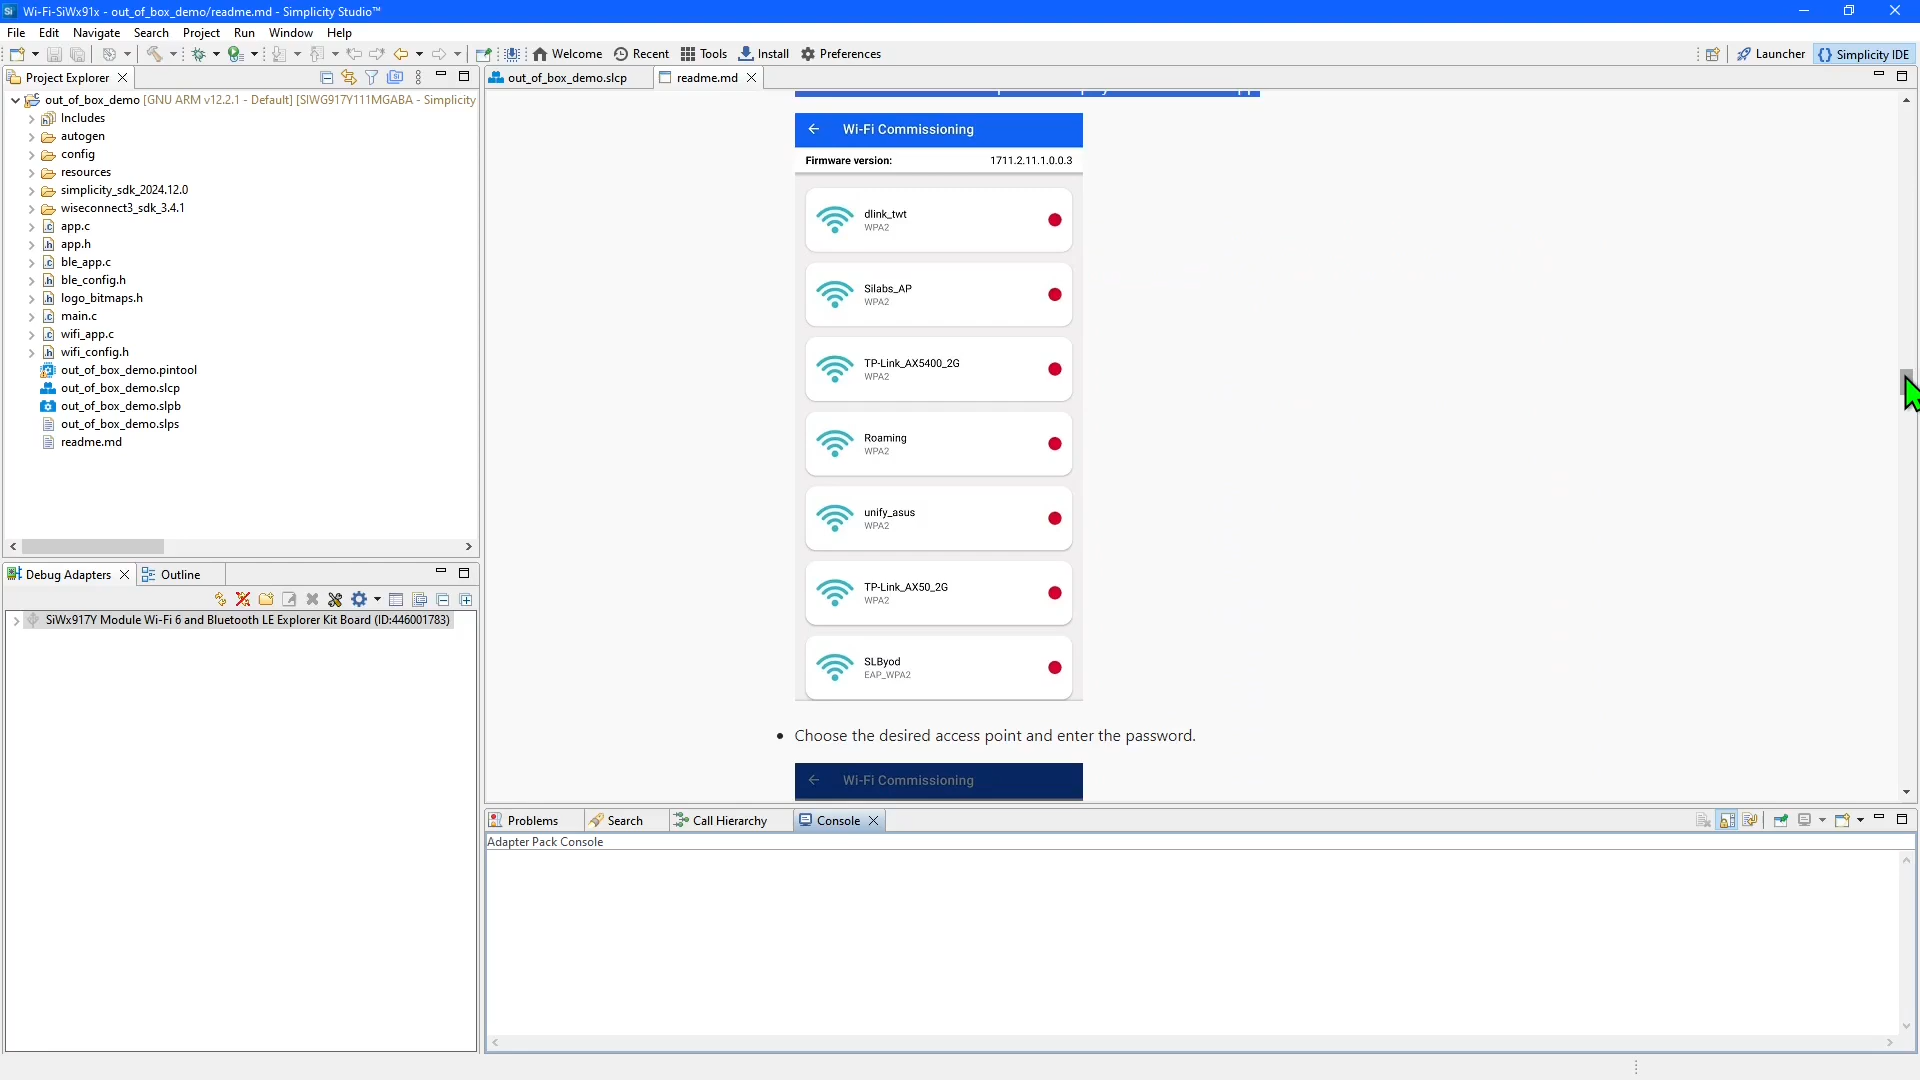 Wi-Fi-SiWx91x - out_of_box_demo/readme.md - Simplicity Studio™
File Edit Navigate Search Project Run Window Help
Welcome Recent Tools Install Preferences Launcher Simplicity IDE
Project Explorer
out_of_box_demo.slcp readme.md
out_of_box_demo [GNU ARM v12.2.1 - Default] [SIWG917Y111MGABA - Simplicity
Includes
autogen
config
resources
simplicity_sdk_2024.12.0
wiseconnect3_sdk_3.4.1
app.c
app.h
ble_app.c
ble_config.h
logo_bitmaps.h
main.c
wifi_app.c
wifi_config.h
out_of_box_demo.pintool
out_of_box_demo.slcp
out_of_box_demo.slpb
out_of_box_demo.slps
readme.md
Debug Adapters Outline
SiWx917Y Module Wi-Fi 6 and Bluetooth LE Explorer Kit Board (ID:446001783)
Wi-Fi Commissioning
Firmware version: 1711.2.11.1.0.0.3
dlink_twt
WPA2
Silabs_AP
WPA2
TP-Link_AX5400_2G
WPA2
Roaming
WPA2
unify_asus
WPA2
TP-Link_AX50_2G
WPA2
SLByod
EAP_WPA2
• Choose the desired access point and enter the password.
Wi-Fi Commissioning
Problems Search Call Hierarchy Console
Adapter Pack Console